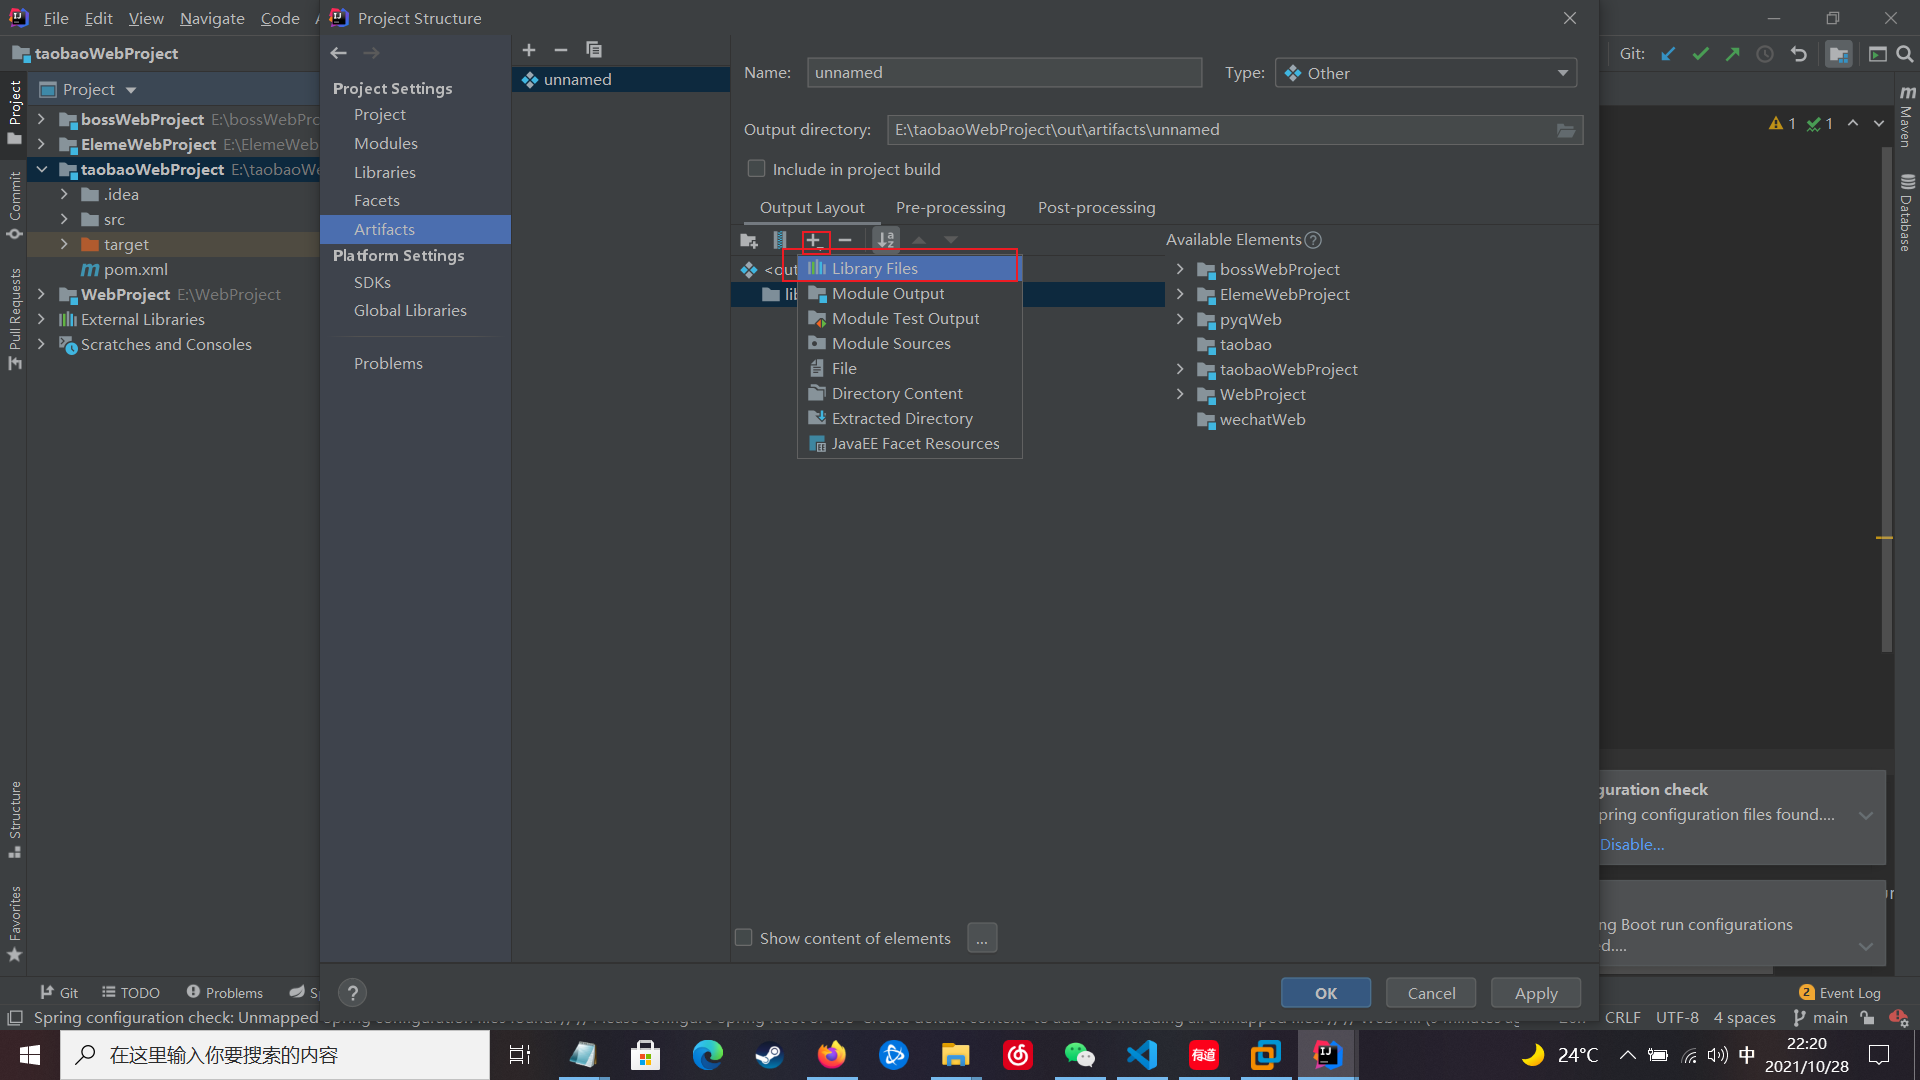 File Edit View Navigate Code
Project Structure
taobaoWebProject
Git:
Project
bossWebProject E:\bossWebPro
ElemeWebProject E:\ElemeWeb
taobaoWebProject E:\taobaoWe
.idea
src
target
pom.xml
WebProject E:\WebProject
External Libraries
Scratches and Consoles
Project
Commit
Pull Requests
Structure
Favorites
Project Settings
Project
Modules
Libraries
Facets
Artifacts
Platform Settings
SDKs
Global Libraries
Problems
unnamed
Name: unnamed
Type: Other
Output directory: E:\taobaoWebProject\out\artifacts\unnamed
Include in project build
Output Layout Pre-processing Post-processing
Available Elements
<out
lib
Library Files
Module Output
Module Test Output
Module Sources
File
Directory Content
Extracted Directory
JavaEE Facet Resources
bossWebProject
ElemeWebProject
pyqWeb
taobao
taobaoWebProject
WebProject
wechatWeb
Show content of elements ...
OK Cancel Apply
1 1
Maven
Database
guration check
pring configuration files found....
Disable...
ng Boot run configurations
d....
Git TODO Problems
2 Event Log
Spring configuration check: Unmapped
CRLF UTF-8 4 spaces main
在这里输入你要搜索的内容
有道
24°C
中
22:20
2021/10/28